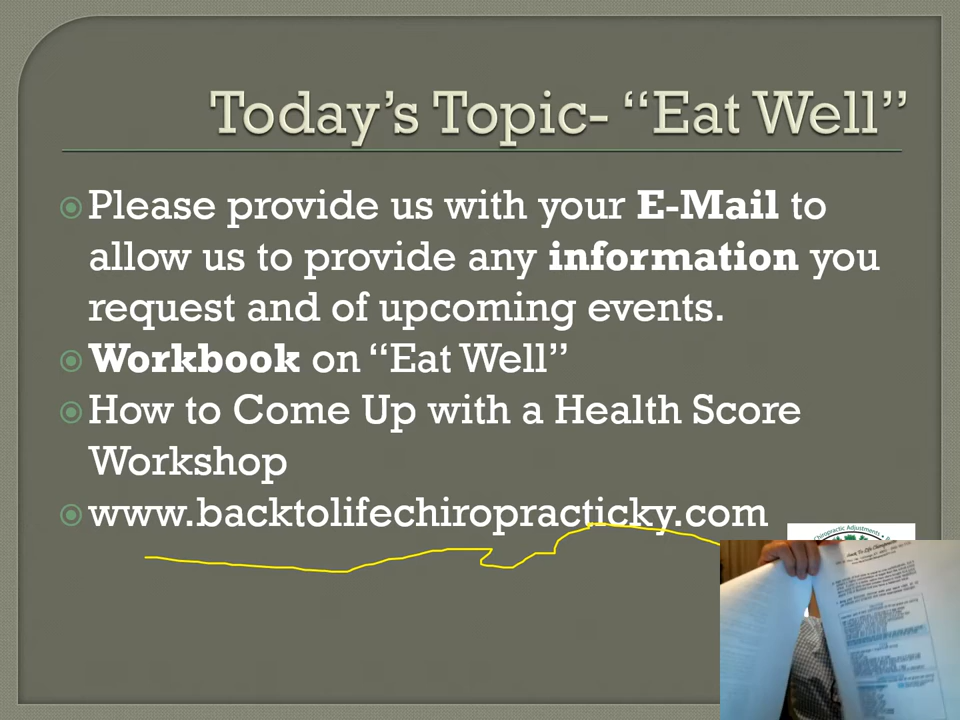 Today’s Topic- “Eat Well”
Please provide us with your E-Mail to
allow us to provide any information you
request and of upcoming events.
Workbook on “Eat Well”
How to Come Up with a Health Score
Workshop
www.backtolifechiropracticky.com
Chiropractic Adjustments